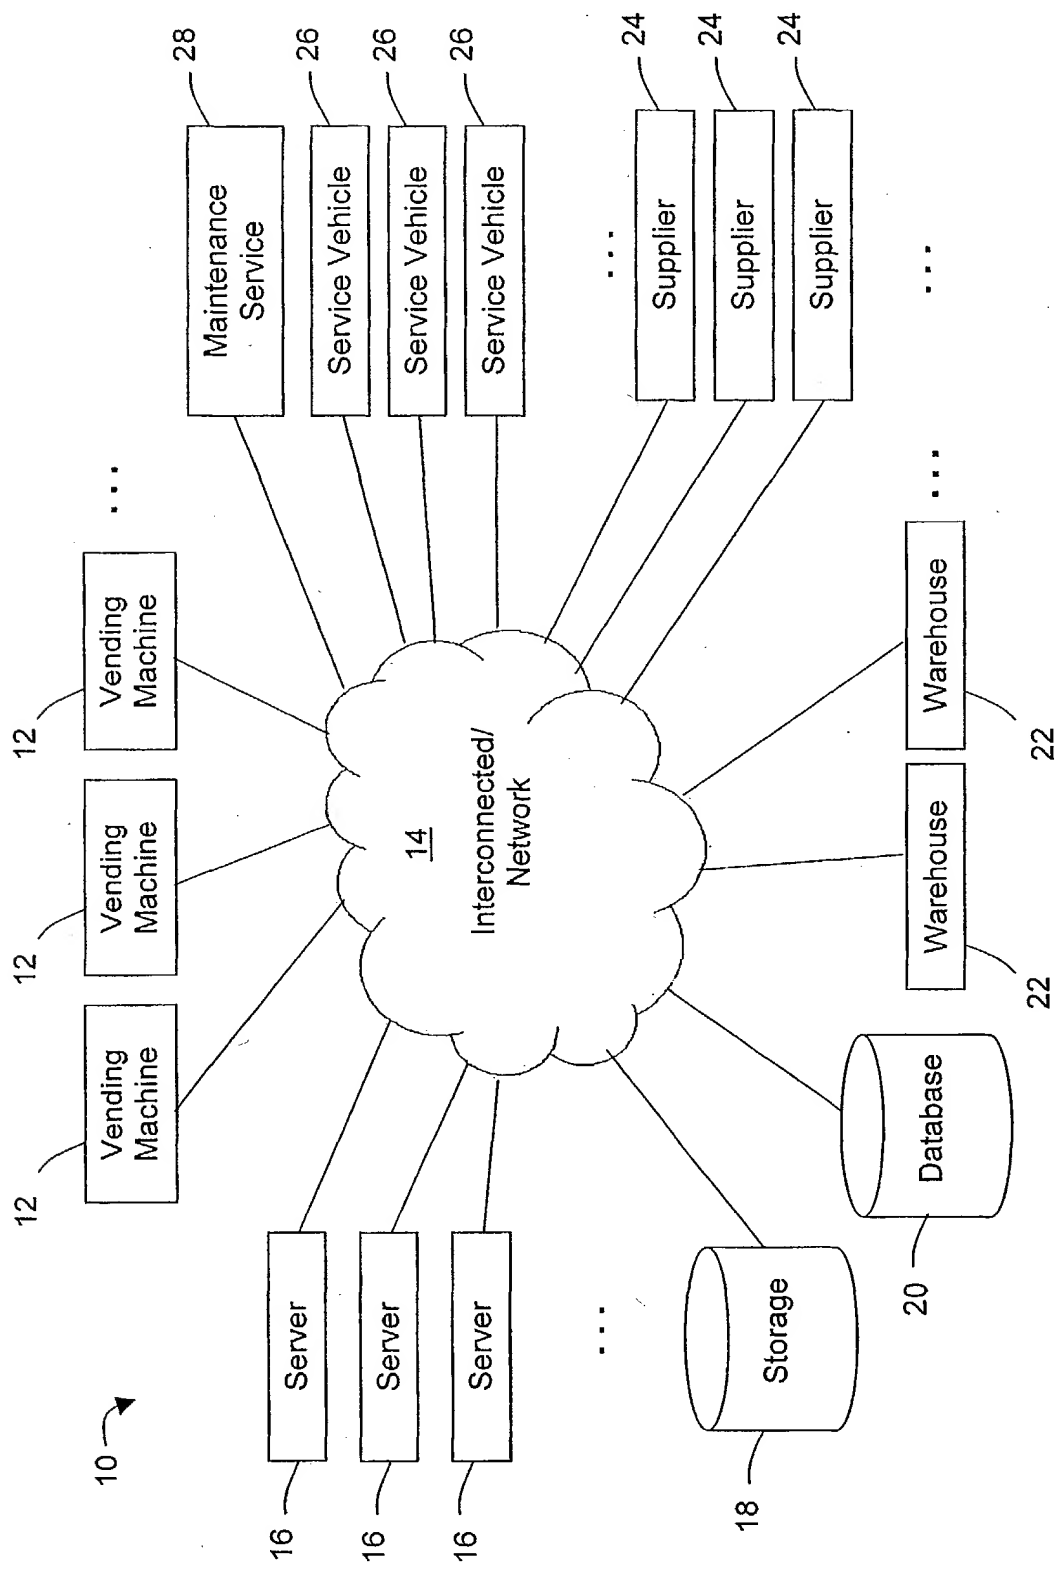 12
12
12
10
Vending
Machine
Vending
Machine
Vending
Machine
...
28
Maintenance
Service
16
Server
26
Service Vehicle
16
Server
26
Service Vehicle
16
Server
26
Service Vehicle
14
Interconnected/
Network
...
...
24
Supplier
24
Supplier
24
Supplier
18
Storage
20
Database
Warehouse
22
Warehouse
22
...
...